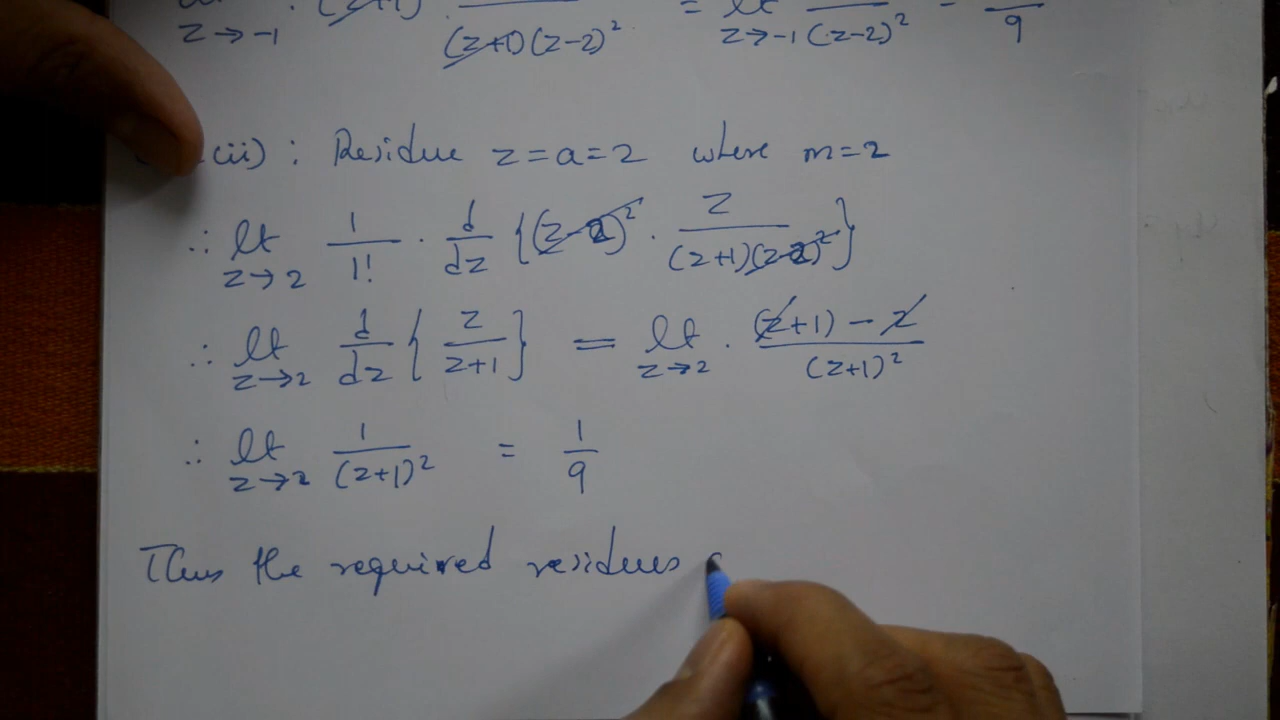 z→-1 (z+1)(z-2)² = lt z→-1 (z-2)² 9
(ii) : Residue z=a=2 where m=2
∴ lt z→2 1/1! · d/dz {(z-2)² · z/(z+1)(z-2)²}
∴ lt z→2 d/dz { z/z+1 } = lt z→2 · (z+1) - z/(z+1)²
∴ lt z→2 1/(z+1)² = 1/9
Thus the required residues